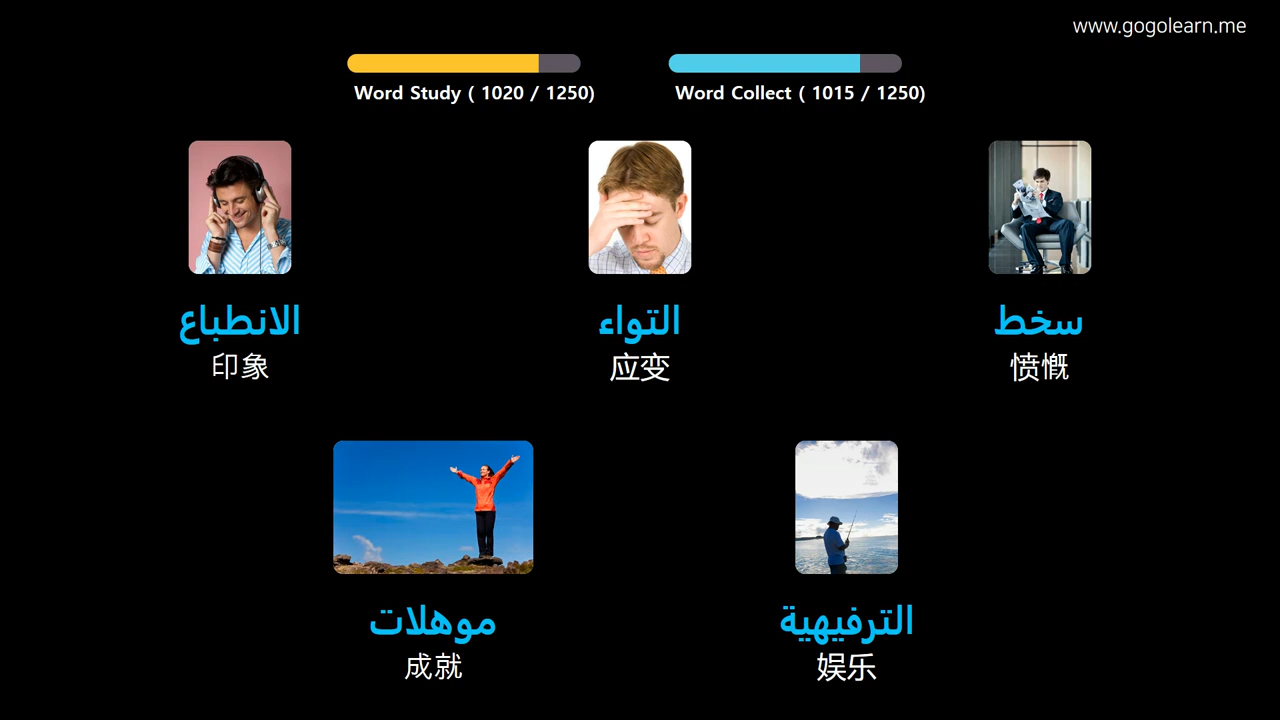 www.gogolearn.me
Word Study ( 1020 / 1250)
Word Collect ( 1015 / 1250)
الانطباع
印象
التواء
应变
سخط
愤慨
موهلات
成就
الترفيهية
娱乐